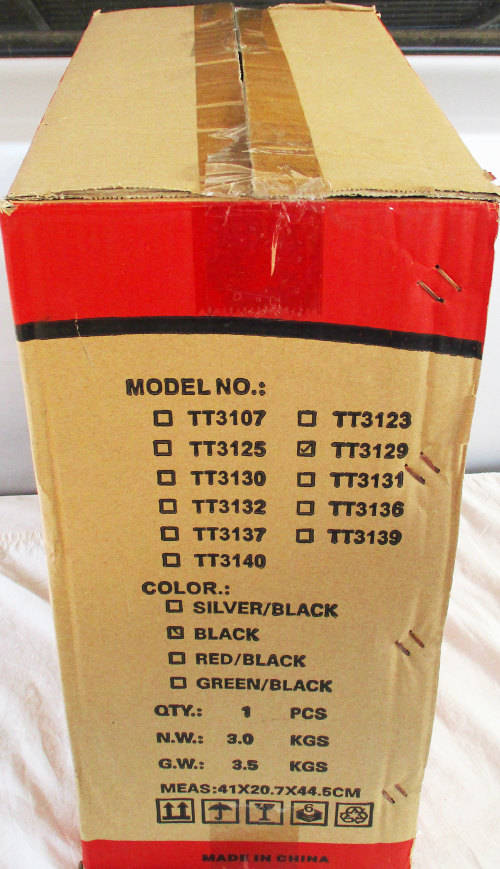 MODEL NO.:
☐ TT3107 ☐ TT3123
☐ TT3125 ☑ TT3129
☐ TT3130 ☐ TT3131
☐ TT3132 ☐ TT3136
☐ TT3137 ☐ TT3139
☐ TT3140
COLOR.:
☐ SILVER/BLACK
☑ BLACK
☐ RED/BLACK
☐ GREEN/BLACK
QTY.: 1 PCS
N.W.: 3.0 KGS
G.W.: 3.5 KGS
MEAS:41X20.7X44.5CM
6
MADE IN CHINA